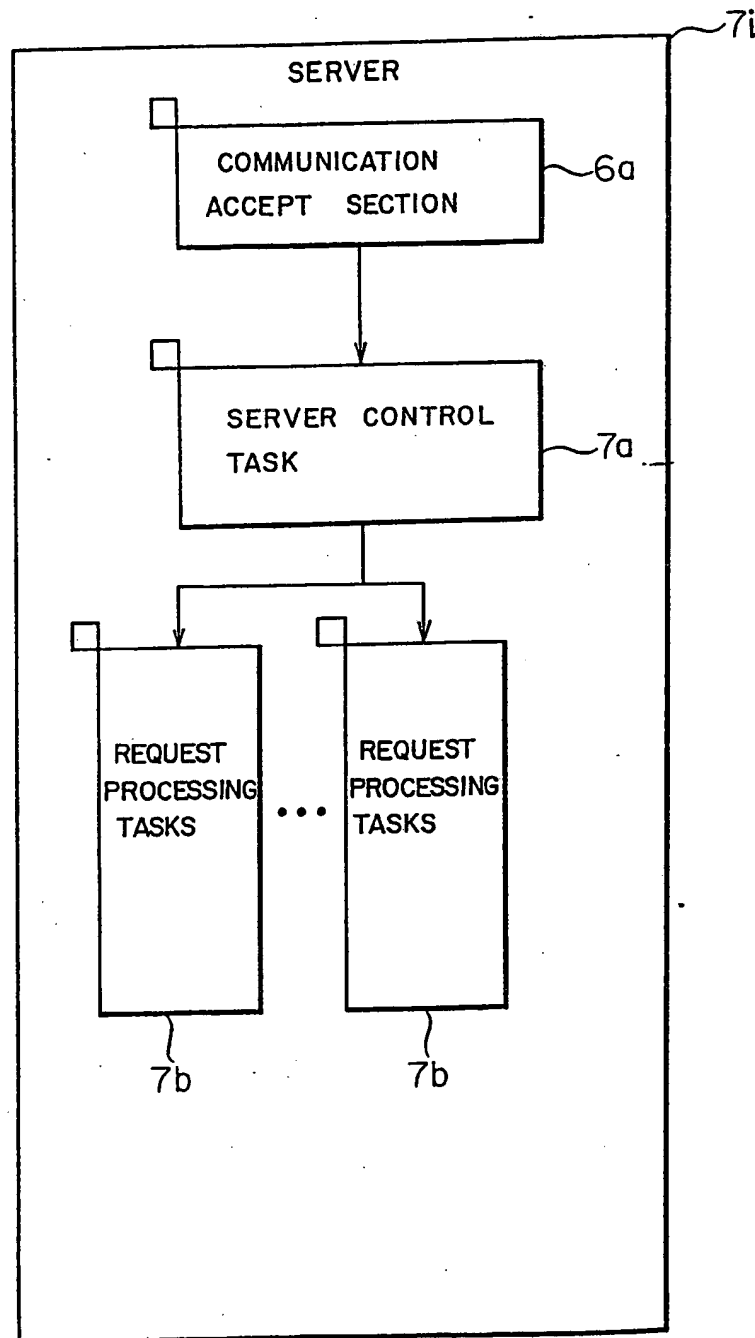 7i
SERVER
COMMUNICATION
ACCEPT SECTION
6a
SERVER CONTROL
TASK
7a
REQUEST
PROCESSING
TASKS
•••
REQUEST
PROCESSING
TASKS
7b
7b